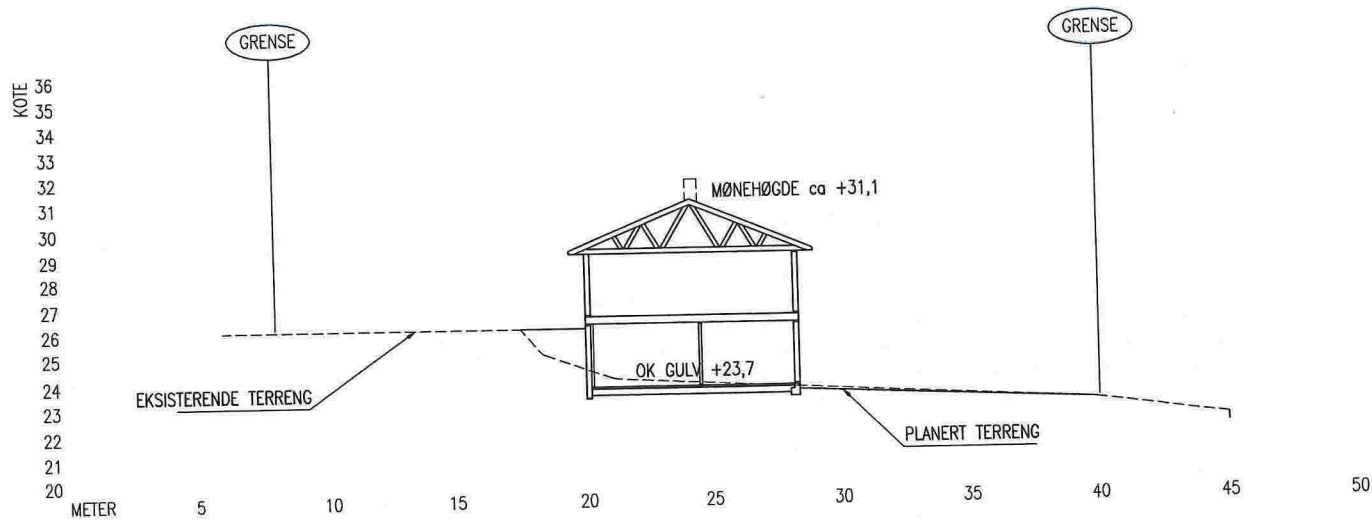 GRENSE
GRENSE
KOTE
36
35
34
33
32
31
30
29
28
27
26
25
24
23
22
21
20
MØNEHØGDE ca +31,1
OK GULV +23,7
EKSISTERENDE TERRENG
PLANERT TERRENG
METER 5 10 15 20 25 30 35 40 45 50